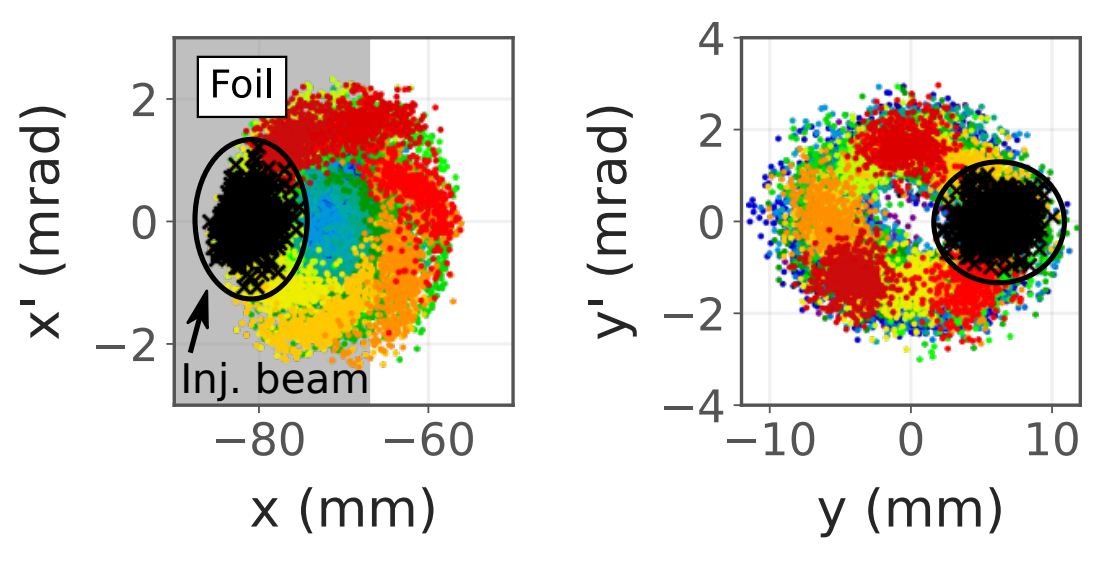 x' (mrad)
2
0
−2
Foil
Inj. beam
−80
−60
x (mm)
y' (mrad)
4
2
0
−2
−4
−10
0
10
y (mm)